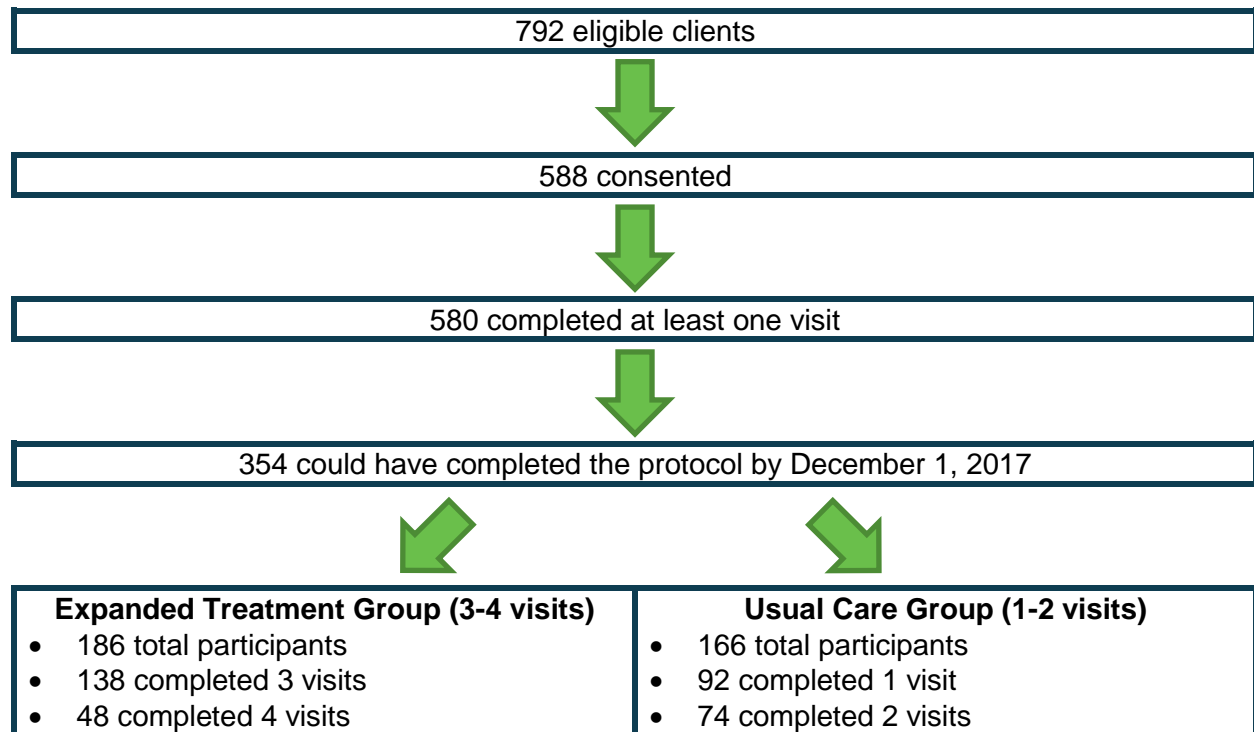 792 eligible clients
588 consented
580 completed at least one visit
354 could have completed the protocol by December 1, 2017
Expanded Treatment Group (3-4 visits)
• 186 total participants
• 138 completed 3 visits
• 48 completed 4 visits
Usual Care Group (1-2 visits)
• 166 total participants
• 92 completed 1 visit
• 74 completed 2 visits